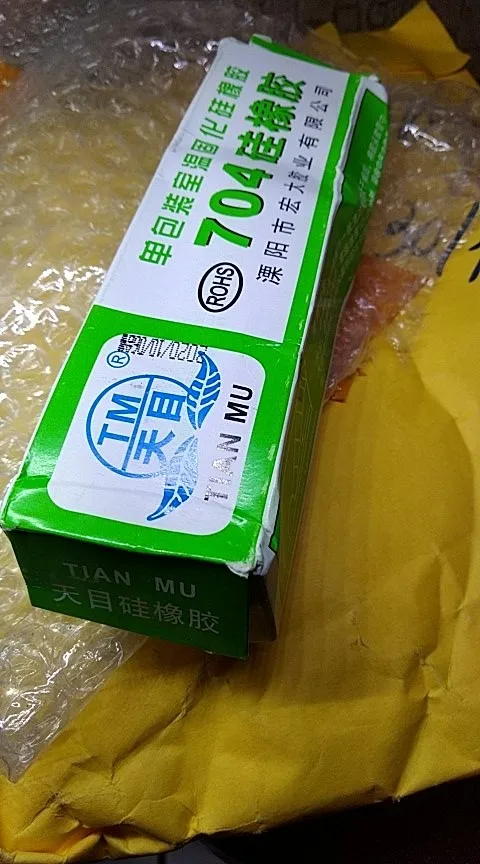 单包装室温固化硅橡胶
704硅橡胶
溧阳市宏大胶业有限公司
ROHS
®
TM
天目
TIAN MU
TIAN MU
天目硅橡胶